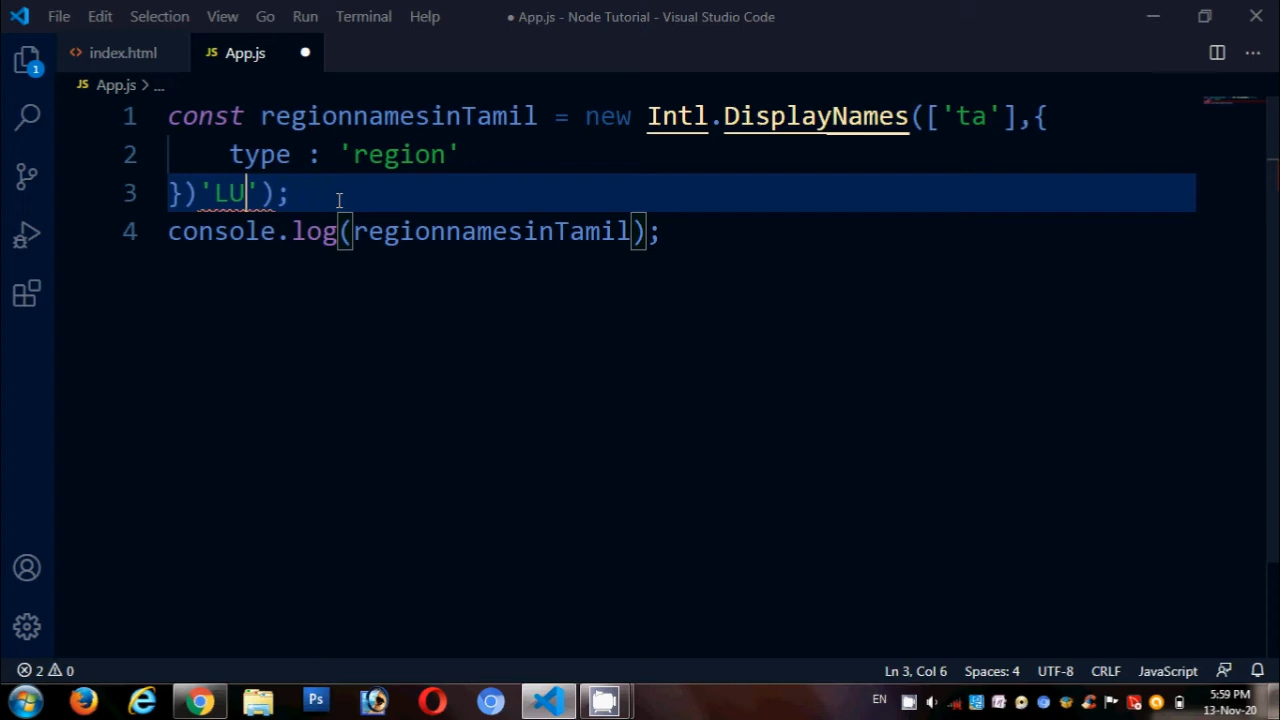 File Edit Selection View Go Run Terminal Help ● App.js - Node Tutorial - Visual Studio Code
<> index.html JS App.js ●
JS App.js > ...
1 const regionnamesinTamil = new Intl.DisplayNames(['ta'],{
2 type : 'region'
3 })'LU');
4 console.log(regionnamesinTamil);
1
2 0 Ln 3, Col 6 Spaces: 4 UTF-8 CRLF JavaScript
Ps EN 5:59 PM
13-Nov-20